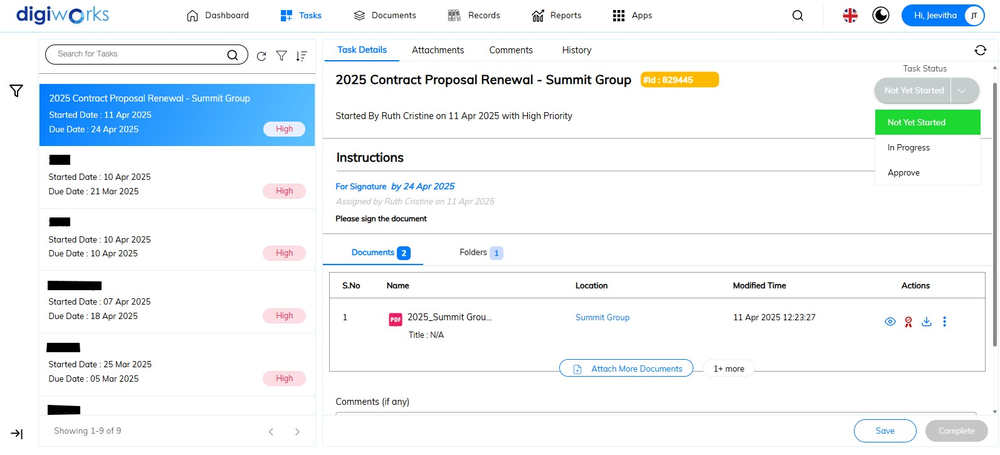 digiworks
Dashboard
Tasks
Documents
Records
Reports
Apps
Hi, Jeevitha
JT
Search for Tasks
2025 Contract Proposal Renewal - Summit Group
Started Date : 11 Apr 2025
Due Date : 24 Apr 2025
High
Started Date : 10 Apr 2025
Due Date : 21 Mar 2025
High
Started Date : 10 Apr 2025
Due Date : 10 Apr 2025
High
Started Date : 07 Apr 2025
Due Date : 18 Apr 2025
High
Started Date : 25 Mar 2025
Due Date : 05 Mar 2025
High
Showing 1-9 of 9
Task Details
Attachments
Comments
History
2025 Contract Proposal Renewal - Summit Group
#Id : 829445
Task Status
Not Yet Started
Not Yet Started
In Progress
Approve
Started By Ruth Cristine on 11 Apr 2025 with High Priority
Instructions
For Signature by 24 Apr 2025
Assigned by Ruth Cristine on 11 Apr 2025
Please sign the document
Documents 2
Folders 1
S.No Name Location Modified Time Actions
1 PDF 2025_Summit Grou... Summit Group 11 Apr 2025 12:23:27
Title : N/A
Attach More Documents
1+ more
Comments (if any)
Save
Complete